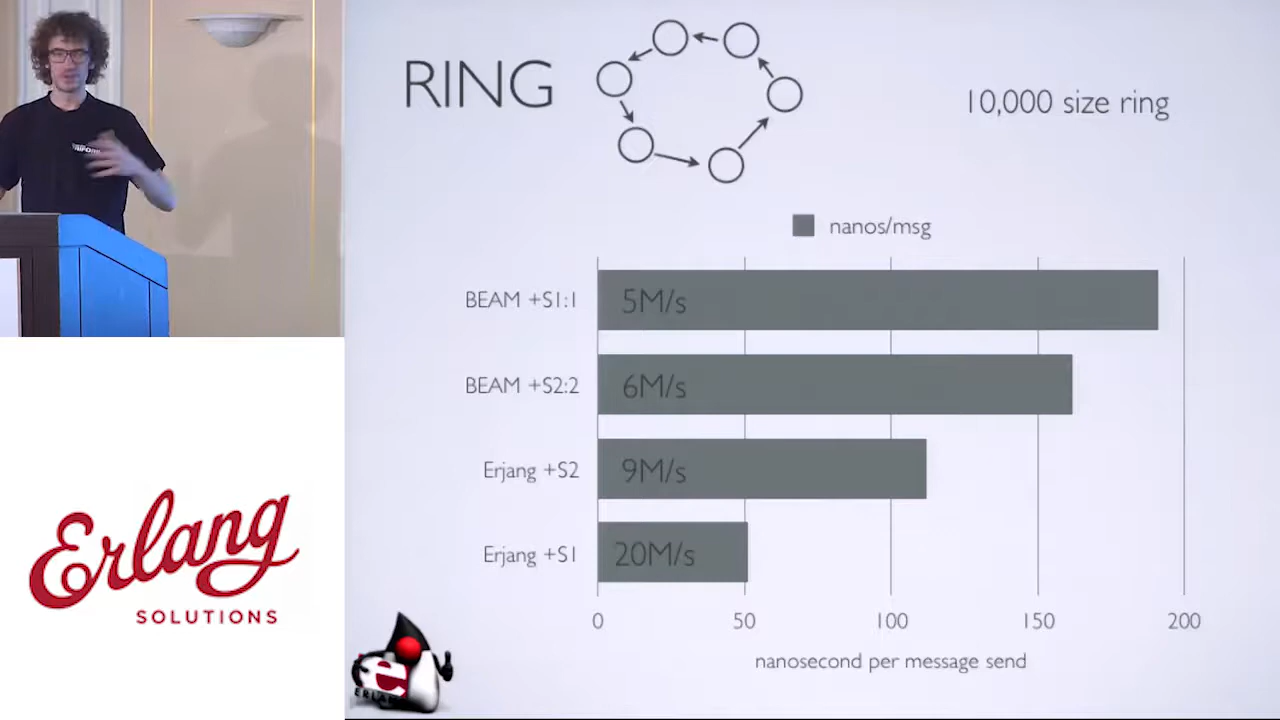 RING
10,000 size ring
nanos/msg
BEAM +S1:1
5M/s
BEAM +S2:2
6M/s
Erjang +S2
9M/s
Erjang +S1
20M/s
0
50
100
150
200
nanosecond per message send
Erlang
SOLUTIONS
e